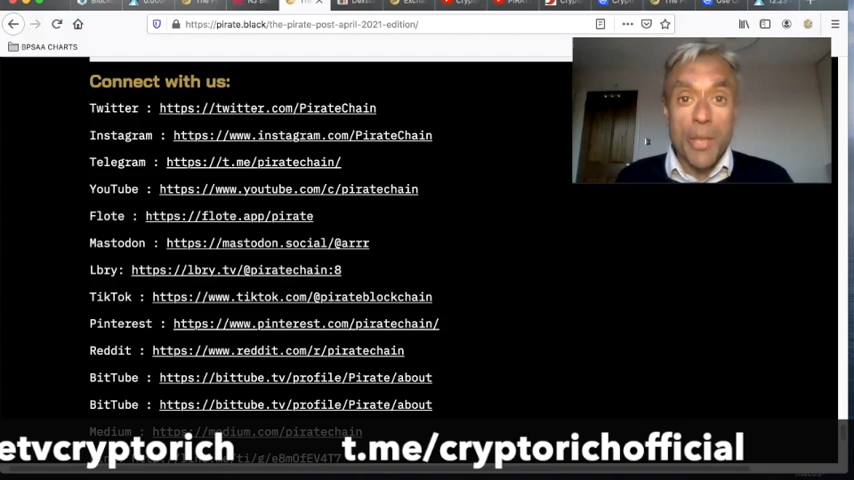 https://pirate.black/the-pirate-post-april-2021-edition/
BPSAA CHARTS
Connect with us:
Twitter : https://twitter.com/PirateChain
Instagram : https://www.instagram.com/PirateChain
Telegram : https://t.me/piratechain/
YouTube : https://www.youtube.com/c/piratechain
Flote : https://flote.app/pirate
Mastodon : https://mastodon.social/@arrr
Lbry: https://lbry.tv/@piratechain:8
TikTok : https://www.tiktok.com/@pirateblockchain
Pinterest : https://www.pinterest.com/piratechain/
Reddit : https://www.reddit.com/r/piratechain
BitTube : https://bittube.tv/profile/Pirate/about
BitTube : https://bittube.tv/profile/Pirate/about
Medium : https://medium.com/piratechain
etvcryptorich t.me/cryptorichofficial